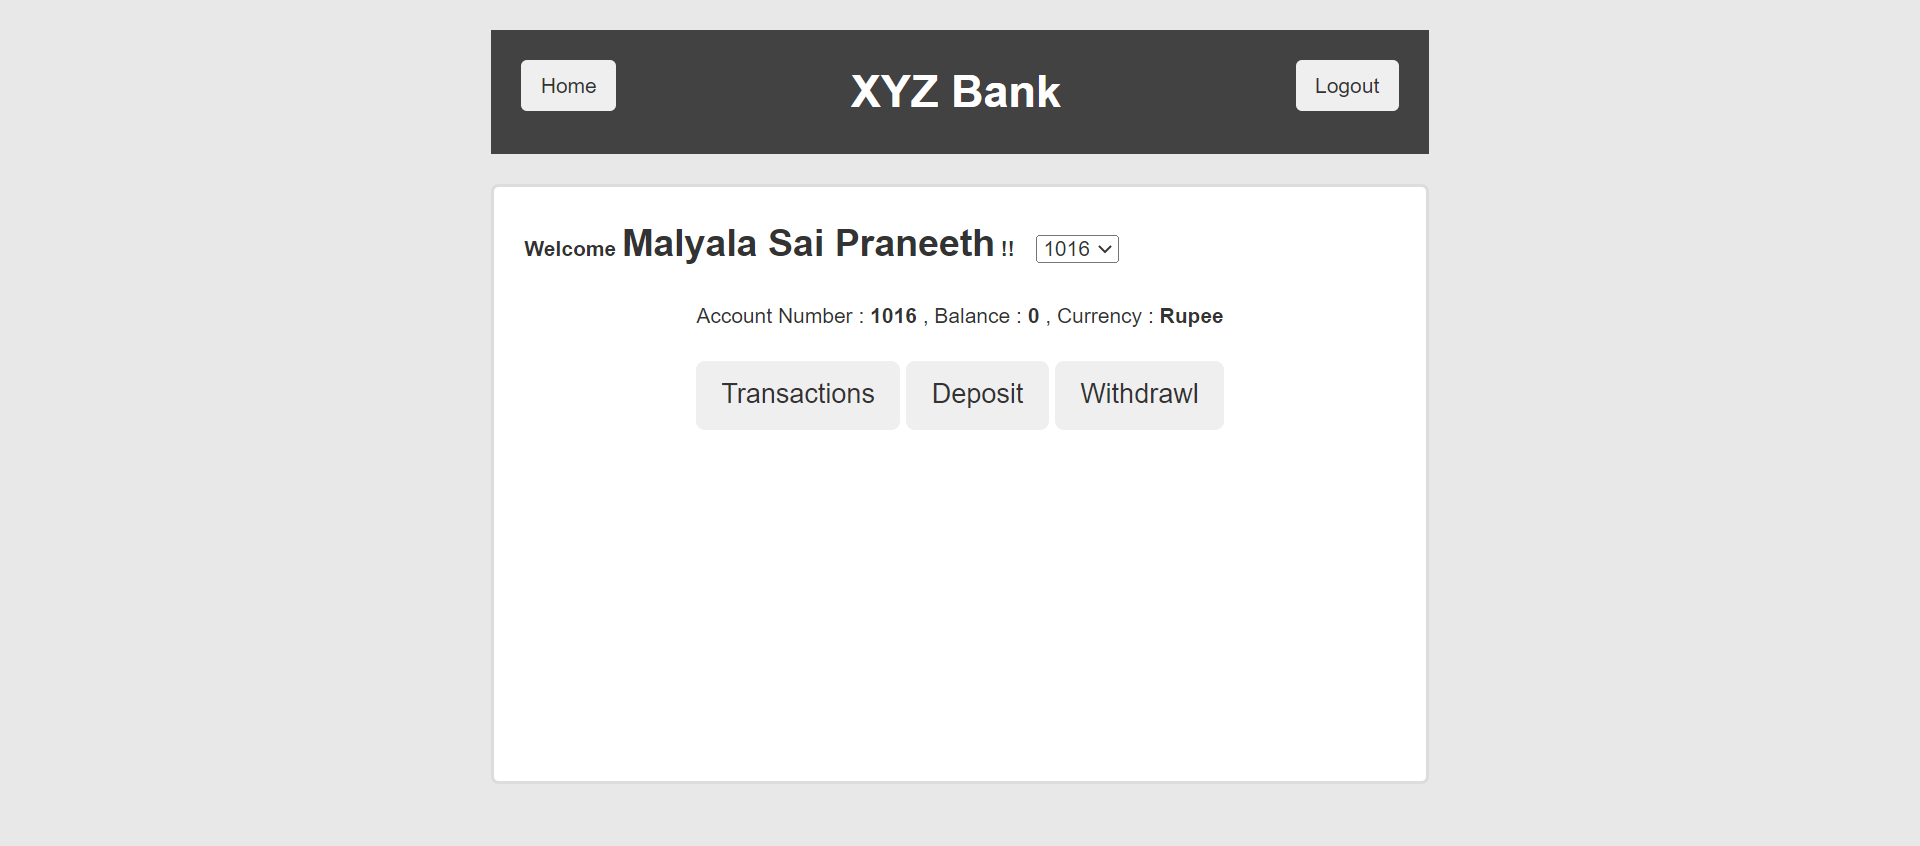 Home XYZ Bank Logout
Welcome Malyala Sai Praneeth !! 1016
Account Number : 1016 , Balance : 0 , Currency : Rupee
Transactions Deposit Withdrawl